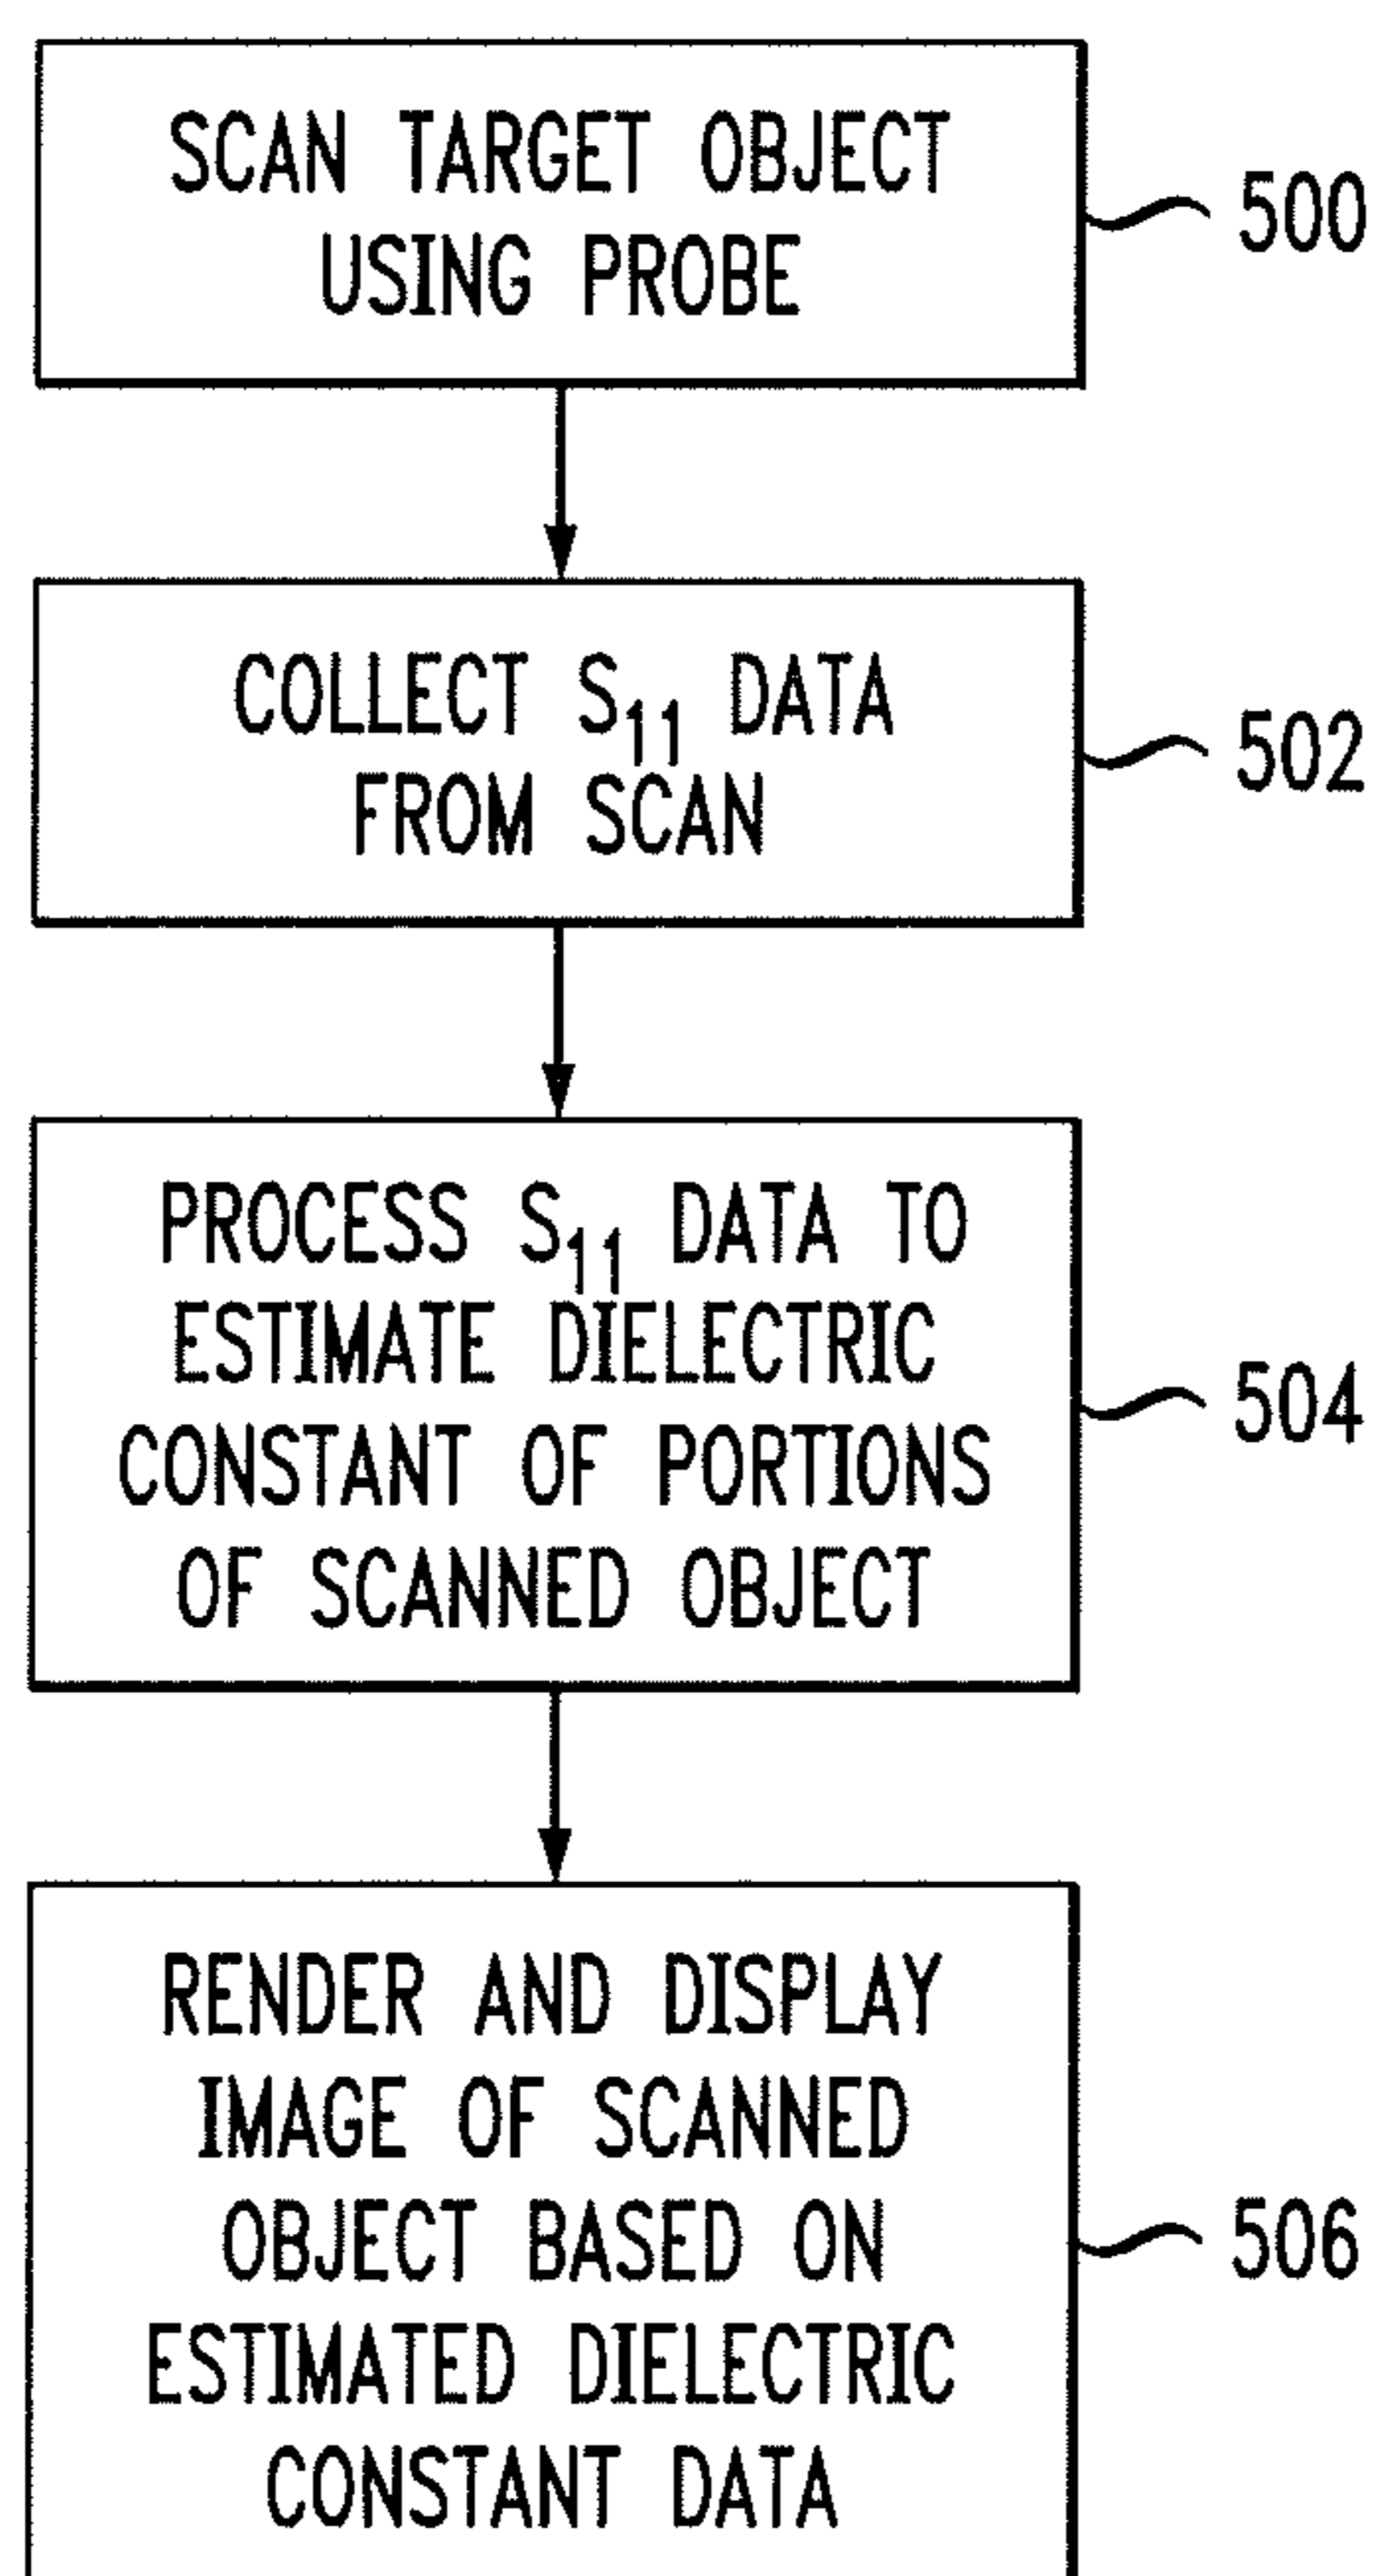 SCAN TARGET OBJECT
USING PROBE
500
COLLECT S₁₁ DATA
FROM SCAN
502
PROCESS S₁₁ DATA TO
ESTIMATE DIELECTRIC
CONSTANT OF PORTIONS
OF SCANNED OBJECT
504
RENDER AND DISPLAY
IMAGE OF SCANNED
OBJECT BASED ON
ESTIMATED DIELECTRIC
CONSTANT DATA
506